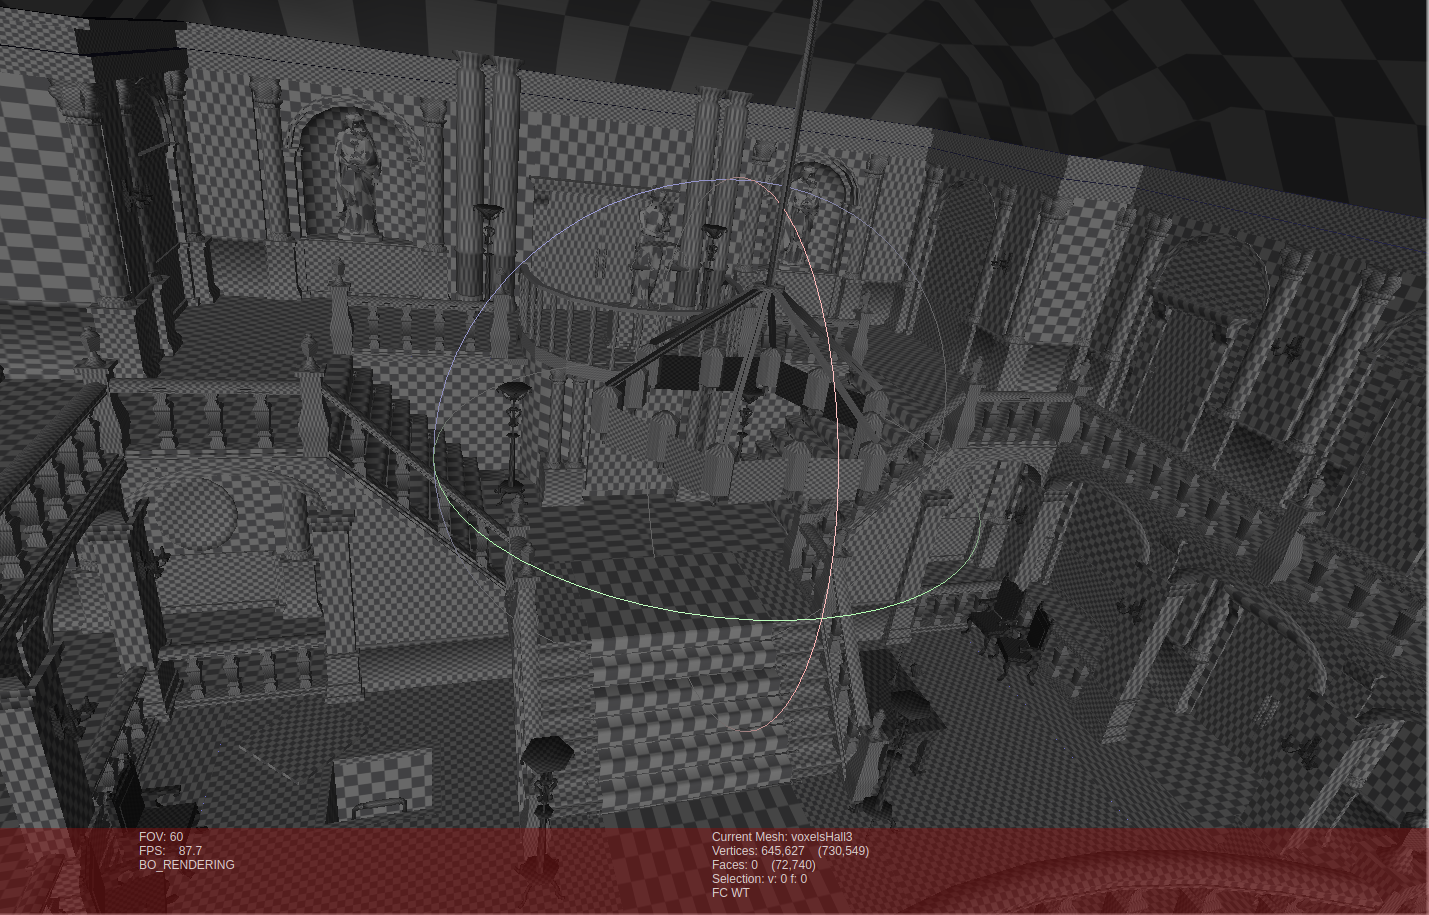 FOV: 60
FPS: 87.7
BO_RENDERING
Current Mesh: voxelsHall3
Vertices: 645,627 (730,549)
Faces: 0 (72,740)
Selection: v: 0 f: 0
FC WT